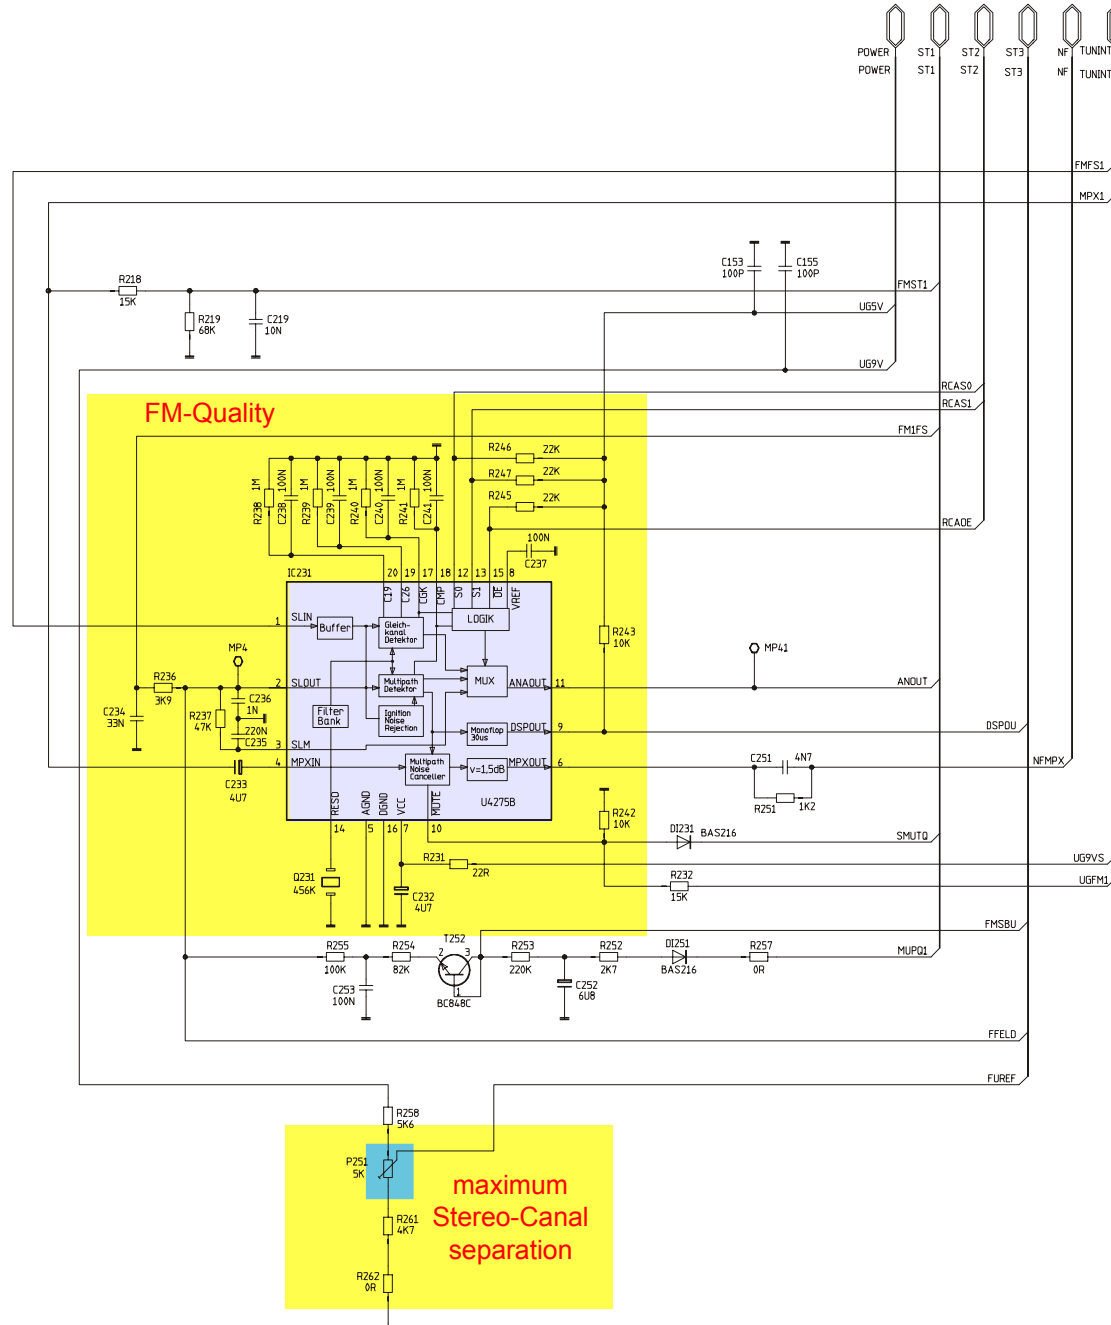 POWER ST1 ST2 ST3 NF TUNINT
POWER ST1 ST2 ST3 NF TUNINT
FMFS1
MPX1
C153 100P
C155 100P
R218 15K
FMST1
R219 68K
C219 10N
UG5V
UG9V
RCAS0
RCAS1
FM-Quality
FM1FS
R246 22K
R247 22K
R245 22K
R238 1M
C238 100N
R239 1M
C239 100N
R240 1M
C240 100N
R241 1M
C241 100N
RCAOE
100N C237
IC231 20 19 17 18 12 13 15 8
C19 C26 CGK CMP S0 S1 OE VREF
LOGIK
1 SLIN
Buffer
Gleich-
kanal
Detektor
R243 10K
MP4
MP41
R236 3K9
2 SLOUT
Multipath
Detektor
MUX
ANAOUT 11
ANOUT
C234 33N
R237 47K
C236 1N
220N C235
Filter
Bank
Ignition
Noise
Rejection
Monoflop
30us
DSPOUT 9
DSPOU
3 SLM
4 MPXIN
Multipath
Noise
Canceller
v=1,5dB
MPXOUT 6
C251 4N7
NFMPX
C233 4U7
R251 1K2
U4275B
RESO AGND DGND VCC MUTE
14 5 16 7 10
R242 10K
DI231 BAS216
SMUTQ
R231 22R
UG9VS
Q231 456K
C232 4U7
R232 15K
UGFM1
FMSBU
R255 100K
R254 82K
T252
2 3
1
BC848C
R253 220K
R252 2K7
DI251 BAS216
R257 0R
MUPQ1
C253 100N
C252 6U8
FFELD
FUREF
R258 5K6
P251 5K
maximum
Stereo-Canal
separation
R261 4K7
R262 0R